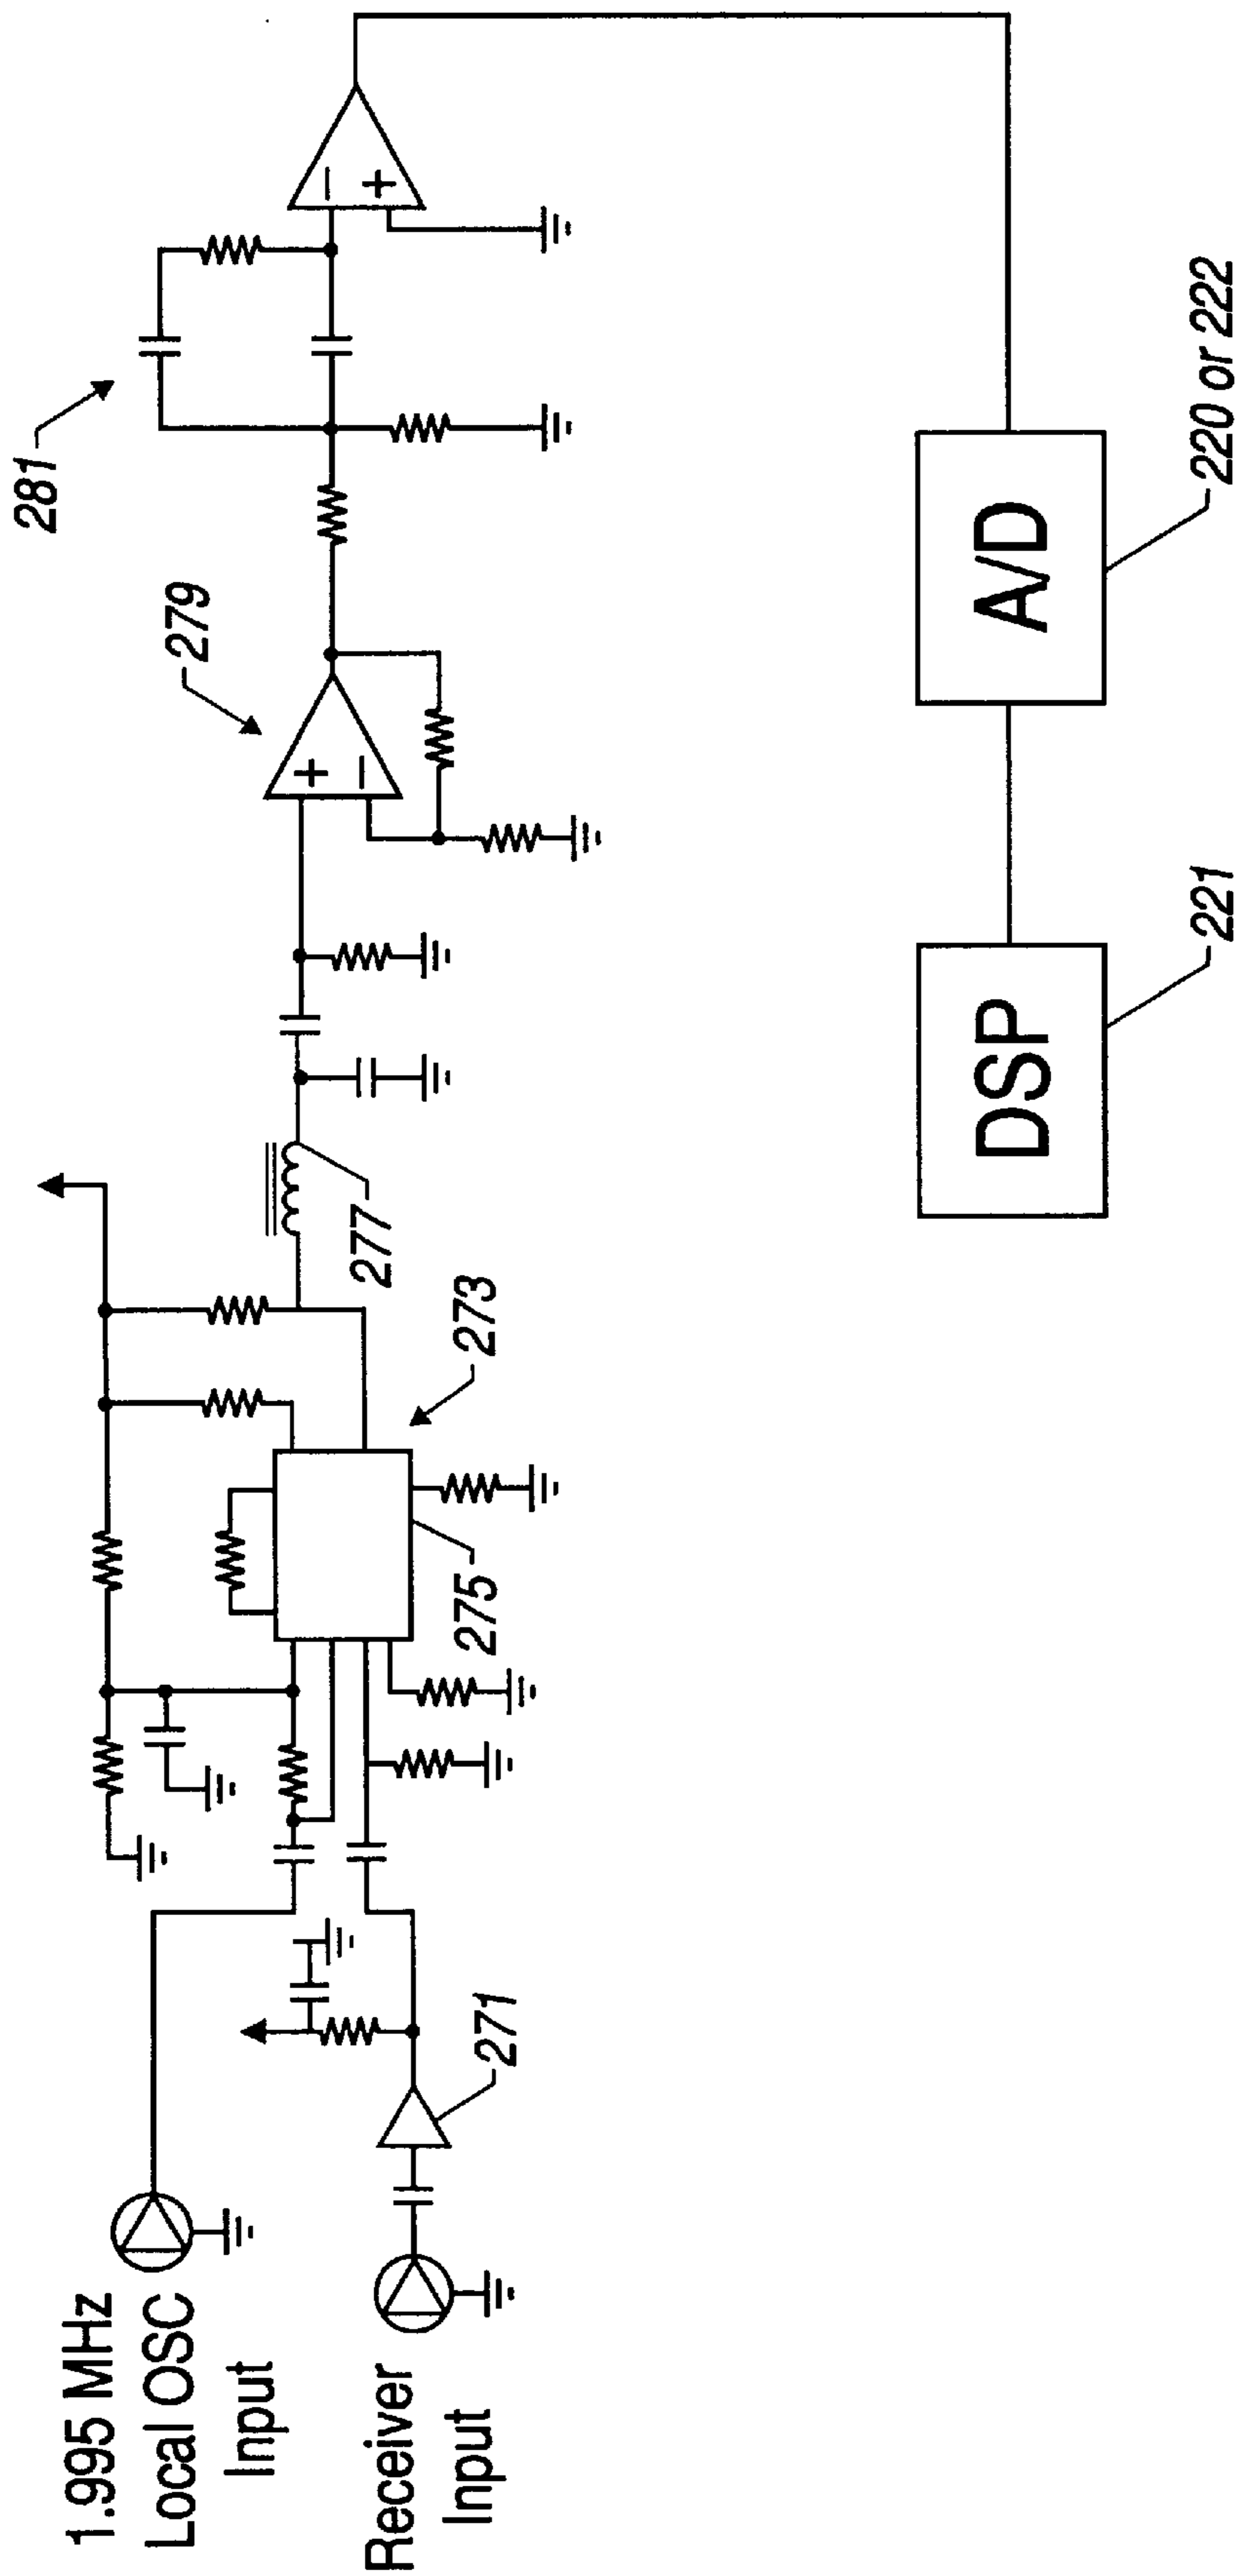 1.995 MHz
Local OSC
Input
Receiver
Input
271
273
275
277
279
+
−
281
−
+
A/D
220 or 222
DSP
221